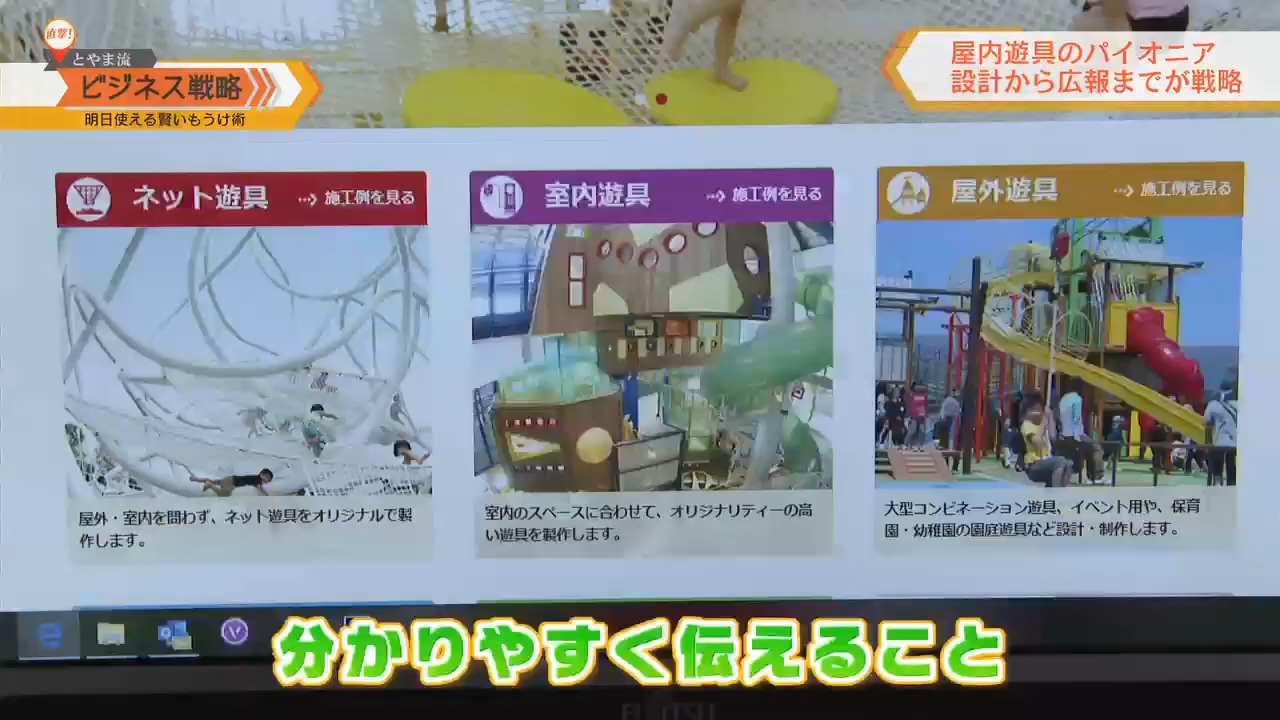 直撃!
とやま流
ビジネス戦略
明日使える賢いもうけ術
屋内遊具のパイオニア
設計から広報までが戦略
ネット遊具
施工例を見る
屋外・室内を問わず、ネット遊具をオリジナルで製
作します。
室内遊具
施工例を見る
室内のスペースに合わせて、オリジナリティーの高
い遊具を製作します。
屋外遊具
施工例を見る
大型コンビネーション遊具、イベント用や、保育
園・幼稚園の園庭遊具など設計・制作します。
分かりやすく伝えること
FUJITSU